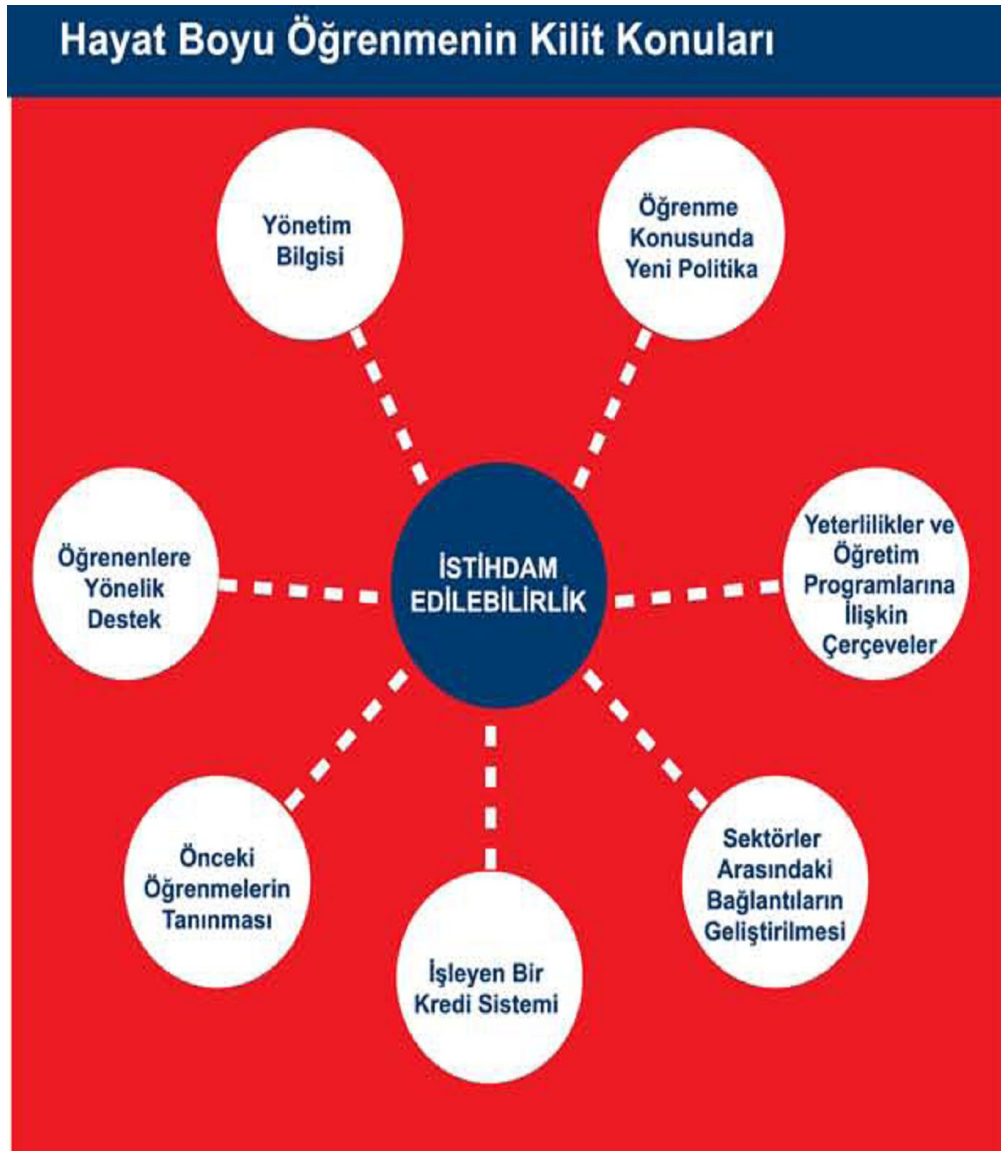 Hayat Boyu Öğrenmenin Kilit Konuları
Yönetim
Bilgisi
Öğrenme
Konusunda
Yeni Politika
Öğrenenlere
Yönelik
Destek
İSTİHDAM
EDİLEBİLİRLİK
Yeterlilikler ve
Öğretim
Programlarına
İlişkin
Çerçeveler
Önceki
Öğrenmelerin
Tanınması
İşleyen Bir
Kredi Sistemi
Sektörler
Arasındaki
Bağlantıların
Geliştirilmesi